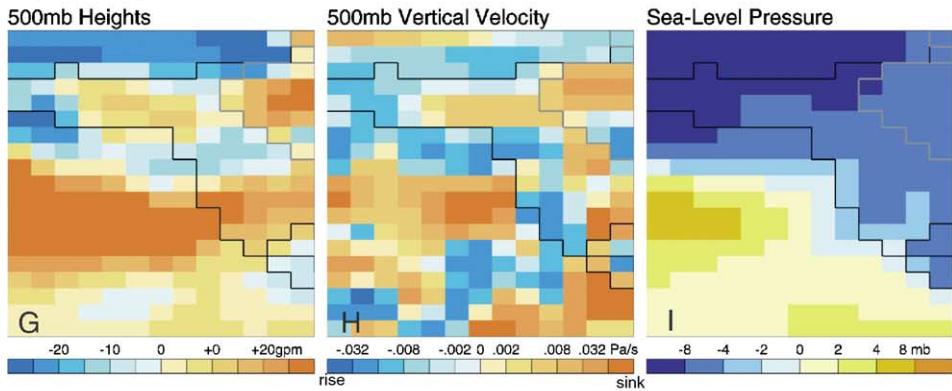 500mb Heights
500mb Vertical Velocity
Sea-Level Pressure
G
H
I
-20 -10 0 +0 +20gpm
-.032 -.008 -.002 0 .002 .008 .032 Pa/s
-8 -4 -2 0 2 4 8 mb
rise
sink